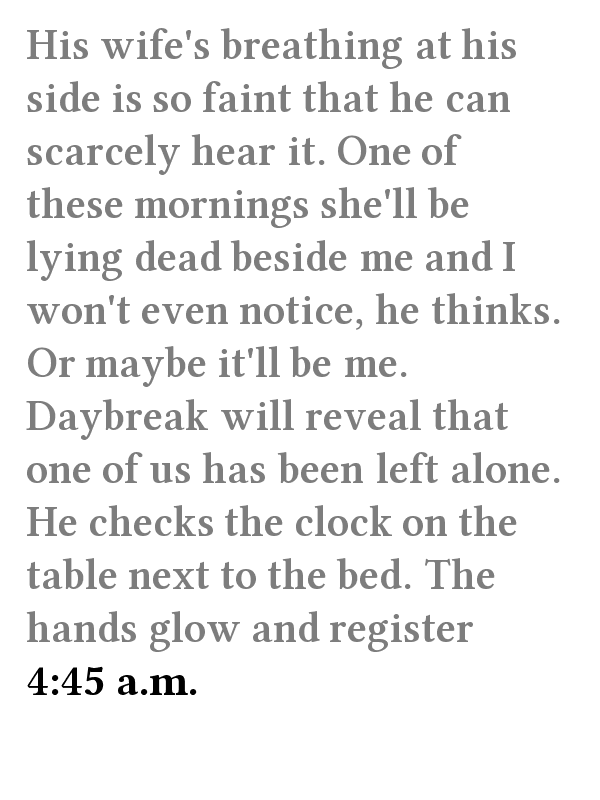 His wife's breathing at his
side is so faint that he can
scarcely hear it. One of
these mornings she'll be
lying dead beside me and I
won't even notice, he thinks.
Or maybe it'll be me.
Daybreak will reveal that
one of us has been left alone.
He checks the clock on the
table next to the bed. The
hands glow and register
4:45 a.m.